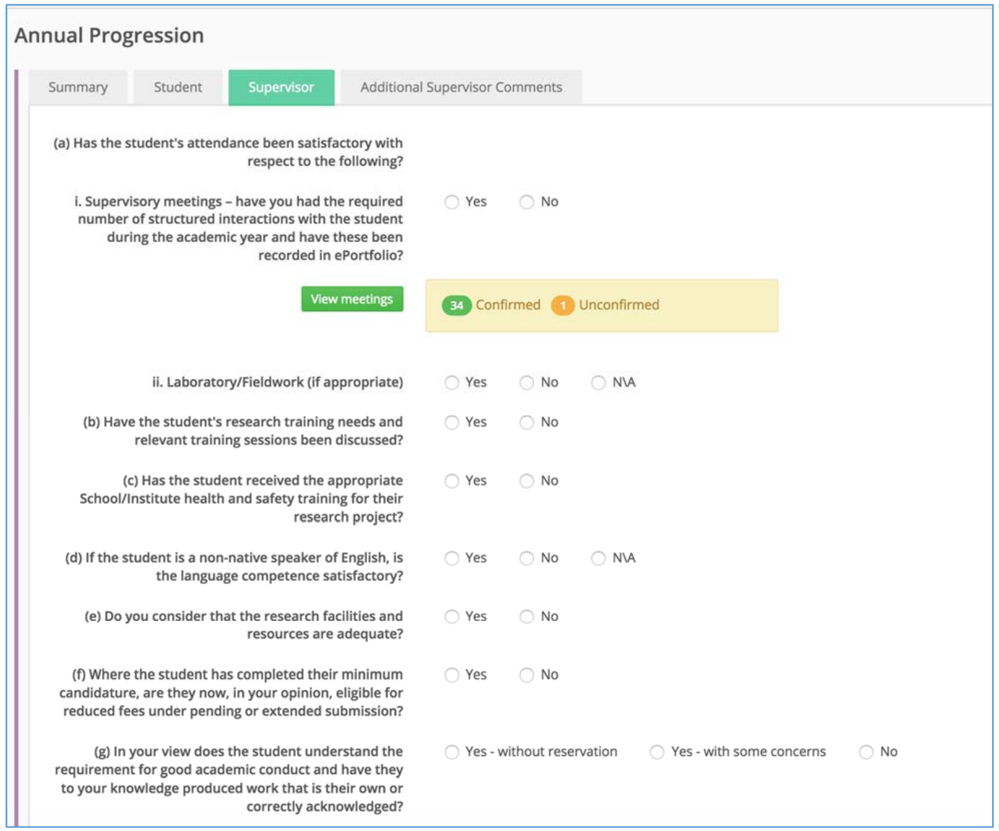 Annual Progression
Summary
Student
Supervisor
Additional Supervisor Comments
(a) Has the student's attendance been satisfactory with
respect to the following?
i. Supervisory meetings – have you had the required
number of structured interactions with the student
during the academic year and have these been
recorded in ePortfolio?
Yes
No
View meetings
34 Confirmed 1 Unconfirmed
ii. Laboratory/Fieldwork (if appropriate)
Yes
No
N\A
(b) Have the student's research training needs and
relevant training sessions been discussed?
Yes
No
(c) Has the student received the appropriate
School/Institute health and safety training for their
research project?
Yes
No
(d) If the student is a non-native speaker of English, is
the language competence satisfactory?
Yes
No
N\A
(e) Do you consider that the research facilities and
resources are adequate?
Yes
No
(f) Where the student has completed their minimum
candidature, are they now, in your opinion, eligible for
reduced fees under pending or extended submission?
Yes
No
(g) In your view does the student understand the
requirement for good academic conduct and have they
to your knowledge produced work that is their own or
correctly acknowledged?
Yes - without reservation
Yes - with some concerns
No